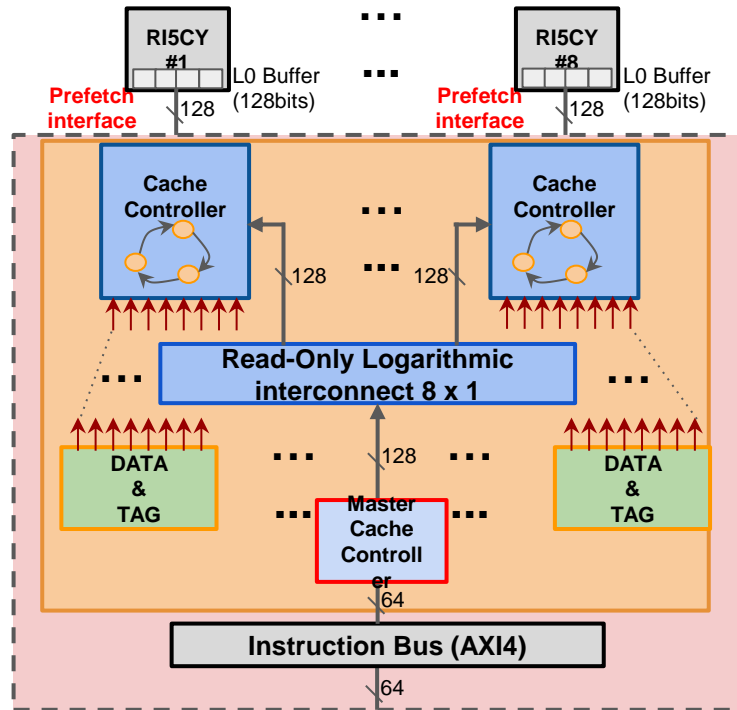 RI5CY
#1
...
RI5CY
#8
...
L0 Buffer
(128bits)
L0 Buffer
(128bits)
Prefetch
interface
128
Prefetch
interface
128
Cache
Controller
...
Cache
Controller
128
...
128
Read-Only Logarithmic
interconnect 8 x 1
...
...
DATA
&
TAG
...
128
...
DATA
&
TAG
...
Master
Cache
Controll
er
...
64
Instruction Bus (AXI4)
64